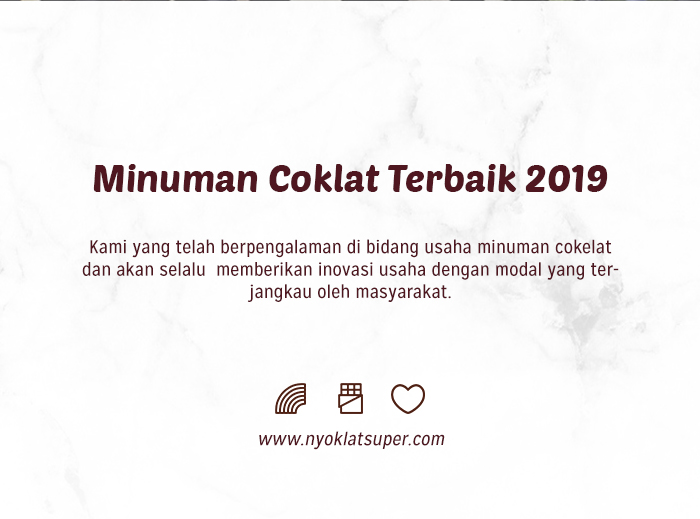 Minuman Coklat Terbaik 2019
Kami yang telah berpengalaman di bidang usaha minuman cokelat
dan akan selalu  memberikan inovasi usaha dengan modal yang ter-
jangkau oleh masyarakat.
www.nyoklatsuper.com